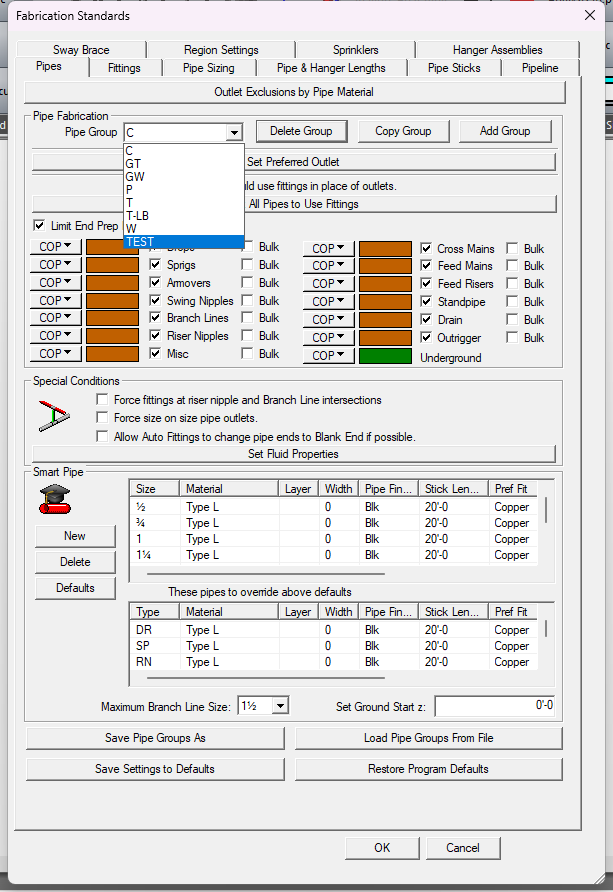 Fabrication Standards
Sway Brace Region Settings Sprinklers Hanger Assemblies
Pipes Fittings Pipe Sizing Pipe & Hanger Lengths Pipe Sticks Pipeline
Outlet Exclusions by Pipe Material
Pipe Fabrication
Pipe Group C Delete Group Copy Group Add Group
C
GT
GW
P
T
T-LB
W
TEST
Set Preferred Outlet
use fittings in place of outlets.
All Pipes to Use Fittings
Limit End Prep
COP Bulk COP Cross Mains Bulk
COP Sprigs Bulk COP Feed Mains Bulk
COP Armovers Bulk COP Feed Risers Bulk
COP Swing Nipples Bulk COP Standpipe Bulk
COP Branch Lines Bulk COP Drain Bulk
COP Riser Nipples Bulk COP Outrigger Bulk
COP Misc Bulk COP Underground
Special Conditions
Force fittings at riser nipple and Branch Line intersections
Force size on size pipe outlets.
Allow Auto Fittings to change pipe ends to Blank End if possible.
Set Fluid Properties
Smart Pipe
New
Delete
Defaults
Size Material Layer Width Pipe Fin... Stick Len... Pref Fit
½ Type L 0 Blk 20'-0 Copper
¾ Type L 0 Blk 20'-0 Copper
1 Type L 0 Blk 20'-0 Copper
1¼ Type L 0 Blk 20'-0 Copper
These pipes to override above defaults
Type Material Layer Width Pipe Fin... Stick Len... Pref Fit
DR Type L 0 Blk 20'-0 Copper
SP Type L 0 Blk 20'-0 Copper
RN Type L 0 Blk 20'-0 Copper
Maximum Branch Line Size: 1½ Set Ground Start z: 0'-0
Save Pipe Groups As Load Pipe Groups From File
Save Settings to Defaults Restore Program Defaults
OK Cancel